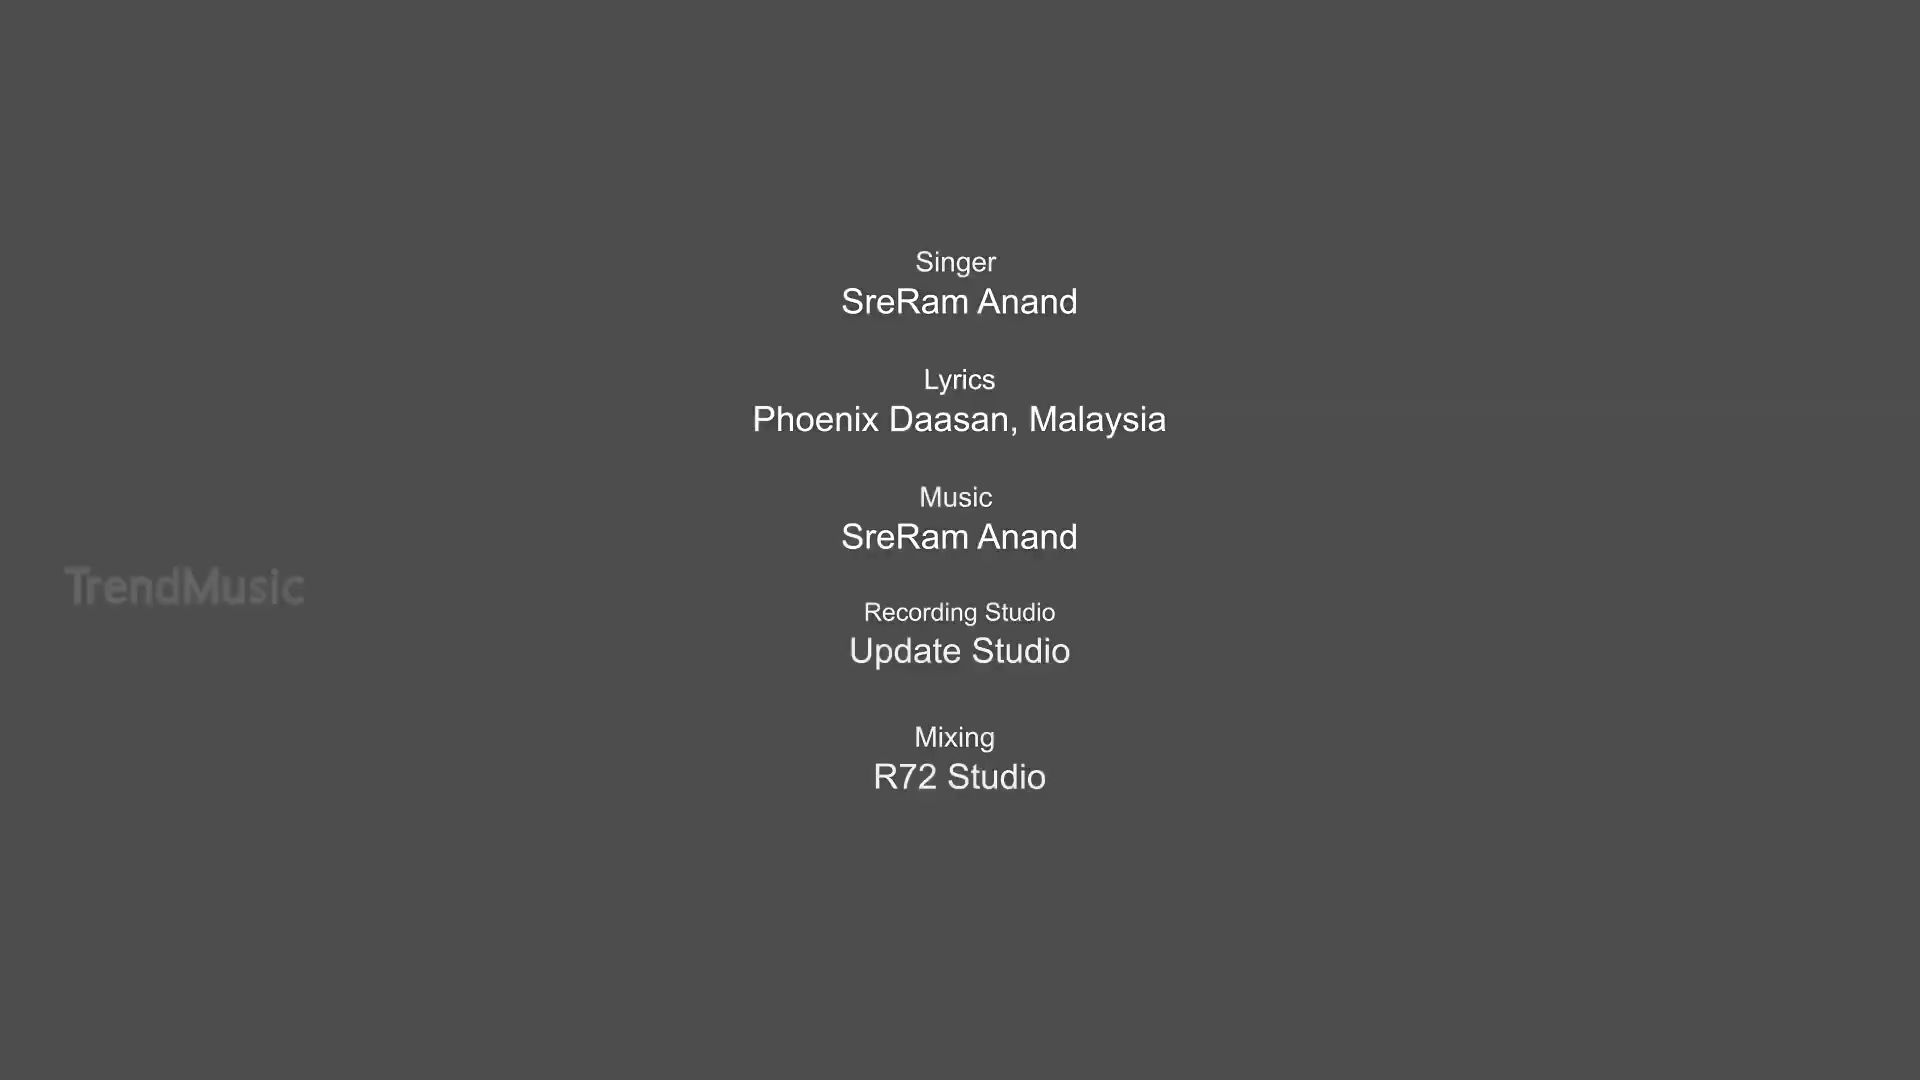 Singer
SreRam Anand
Lyrics
Phoenix Daasan, Malaysia
Music
SreRam Anand
TrendMusic
Recording Studio
Update Studio
Mixing
R72 Studio